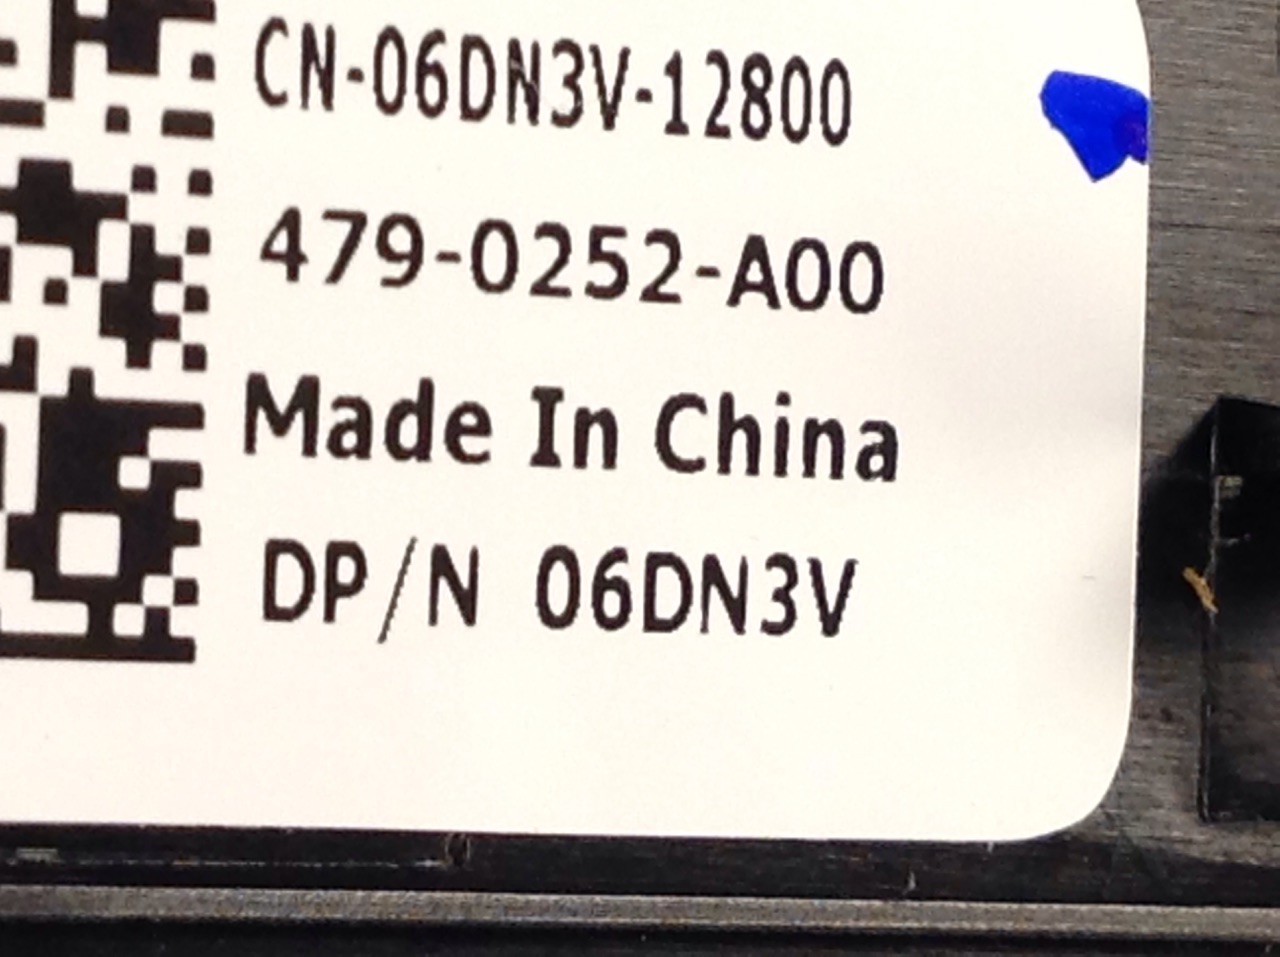 CN-06DN3V-12800
479-0252-A00
Made In China
DP/N 06DN3V